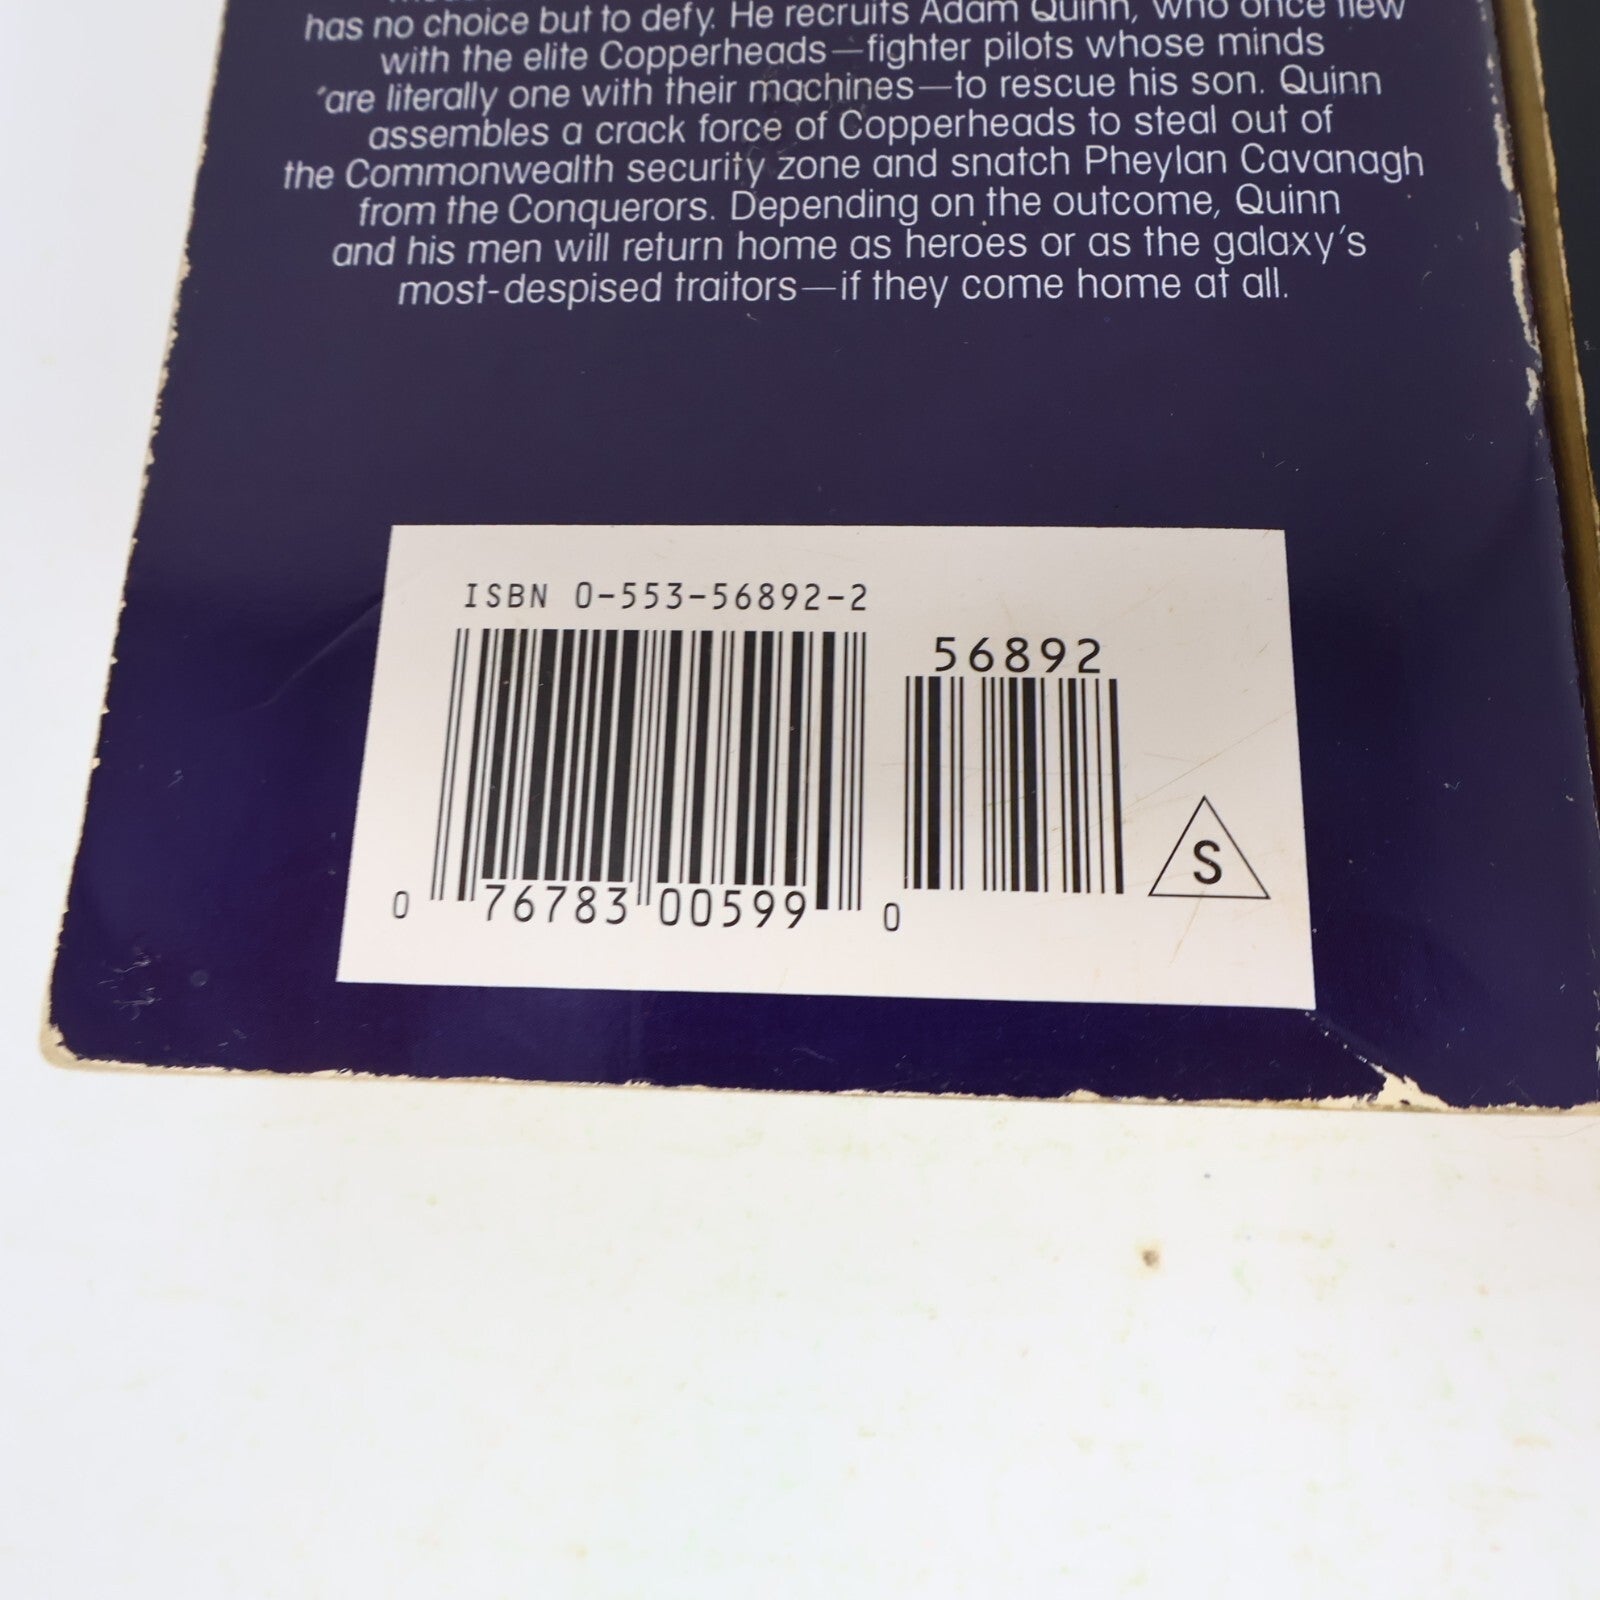 has no choice but to defy. He recruits Adam Quinn, who once flew
with the elite Copperheads—fighter pilots whose minds
are literally one with their machines—to rescue his son. Quinn
assembles a crack force of Copperheads to steal out of
the Commonwealth security zone and snatch Pheylan Cavanagh
from the Conquerors. Depending on the outcome, Quinn
and his men will return home as heroes or as the galaxy's
most-despised traitors—if they come home at all.
ISBN 0-553-56892-2
56892
0 76783 00599 0
S